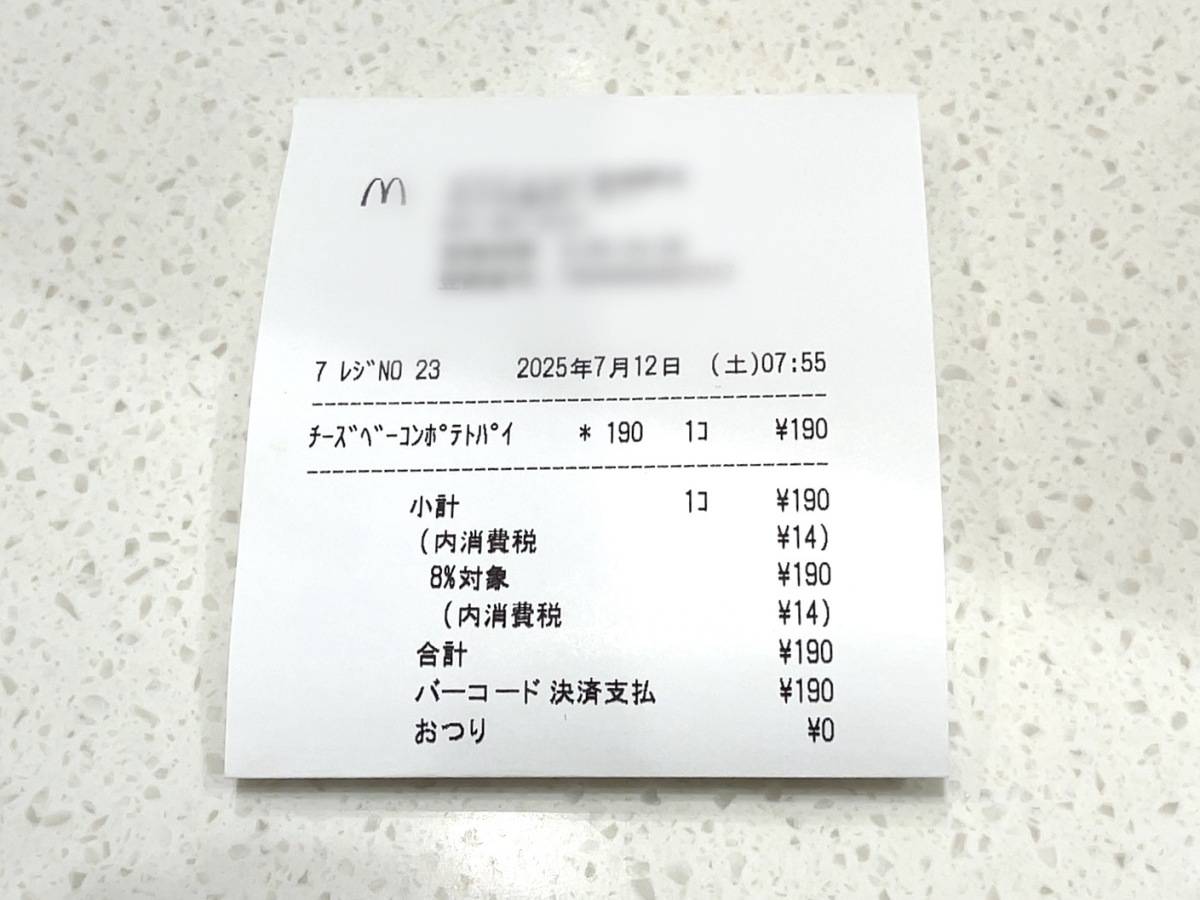 7 ﾚｼﾞNO 23 2025年7月12日 (土)07:55
ﾁｰｽﾞﾍﾞｰｺﾝﾎﾟﾃﾄﾊﾟｲ * 190 1ｺ ¥190
小計 1ｺ ¥190
(内消費税 ¥14)
8%対象 ¥190
(内消費税 ¥14)
合計 ¥190
バーコード決済支払 ¥190
おつり ¥0